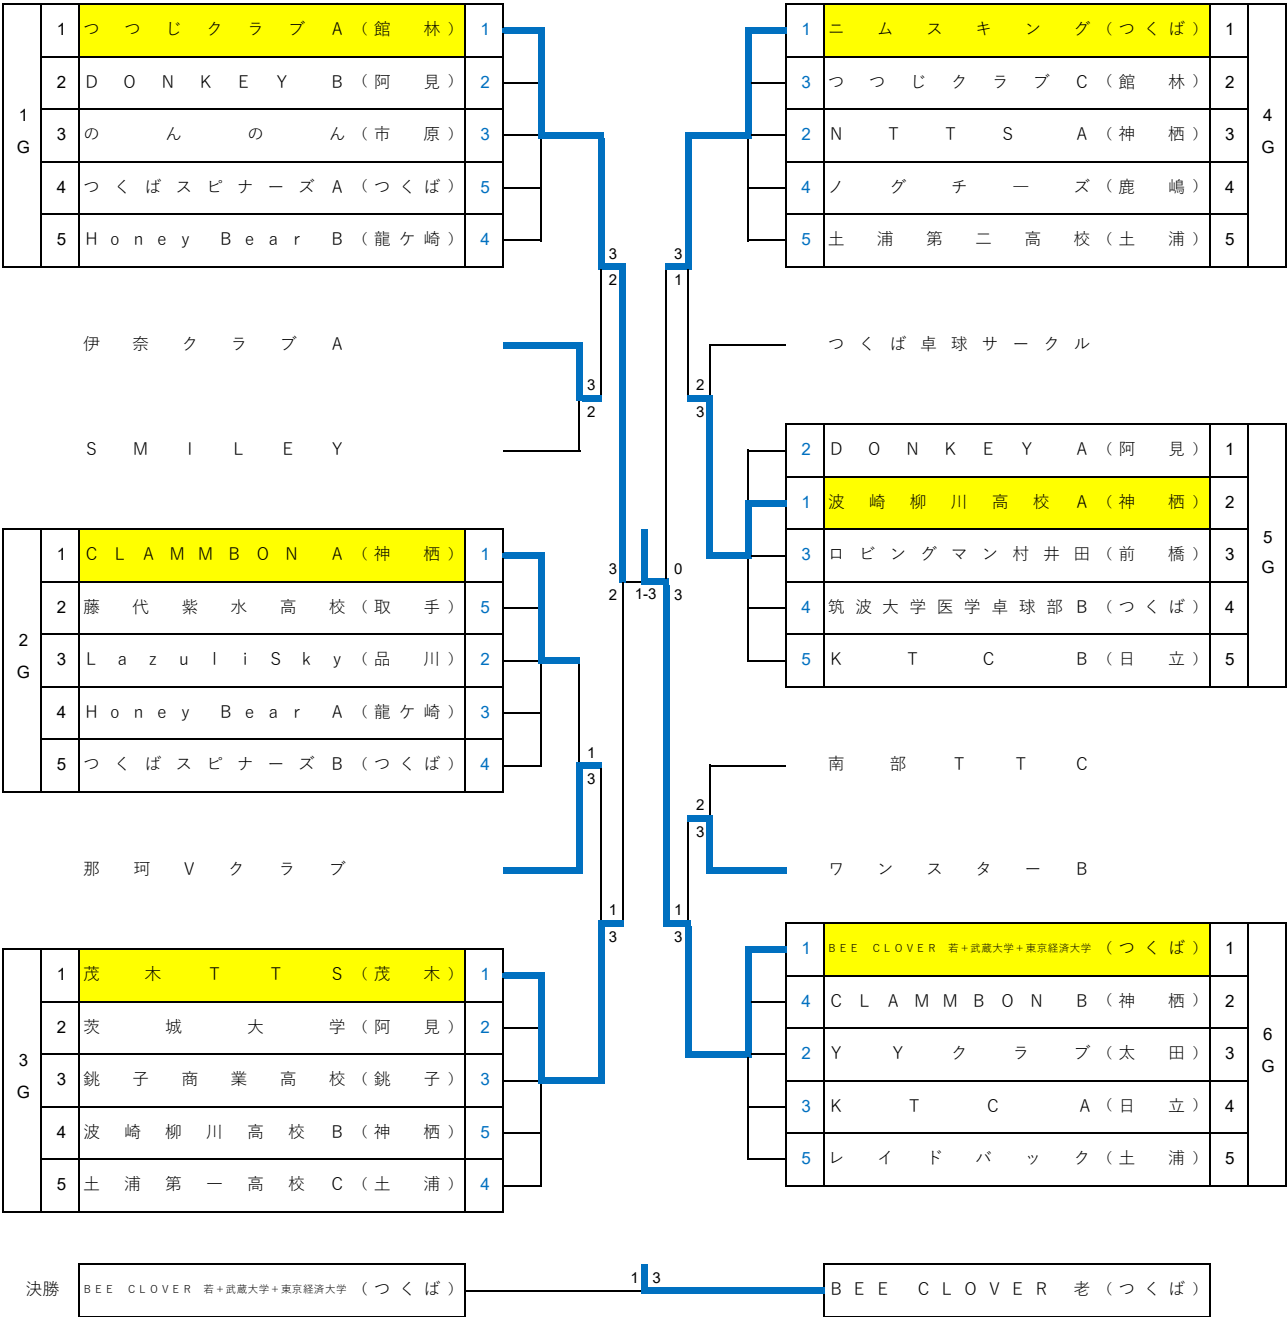 1G
1 つつじクラブA(館林) 1
2 DONKEY B(阿見) 2
3 のんのん(市原) 3
4 つくばスピナーズA(つくば) 5
5 Honey Bear B(龍ケ崎) 4
3
2
伊奈クラブA
3
2
SMILEY
2G
1 CLAMMBON A(神栖) 1
2 藤代紫水高校(取手) 5
3 LazuliSky(品川) 2
4 Honey Bear A(龍ケ崎) 3
5 つくばスピナーズB(つくば) 4
1
3
那珂Vクラブ
1
3
3G
1 茂木TTS(茂木) 1
2 茨城大学(阿見) 2
3 銚子商業高校(銚子) 3
4 波崎柳川高校B(神栖) 5
5 土浦第一高校C(土浦) 4
3
2
1-3
0
3
1 ニムスキング(つくば) 1
3 つつじクラブC(館林) 2
2 NTTS A(神栖) 3
4 ノグチーズ(鹿嶋) 4
5 土浦第二高校(土浦) 5
4G
3
1
つくば卓球サークル
2
3
2 DONKEY A(阿見) 1
1 波崎柳川高校A(神栖) 2
3 ロビングマン村井田(前橋) 3
4 筑波大学医学卓球部B(つくば) 4
5 KTC B(日立) 5
5G
南部TTC
2
3
ワンスターB
1
3
1 BEE CLOVER 若+武蔵大学+東京経済大学(つくば) 1
4 CLAMMBON B(神栖) 2
2 YYクラブ(太田) 3
3 KTC A(日立) 4
5 レイドバック(土浦) 5
6G
決勝 BEE CLOVER 若+武蔵大学+東京経済大学(つくば) 1 3 BEE CLOVER 老(つくば)